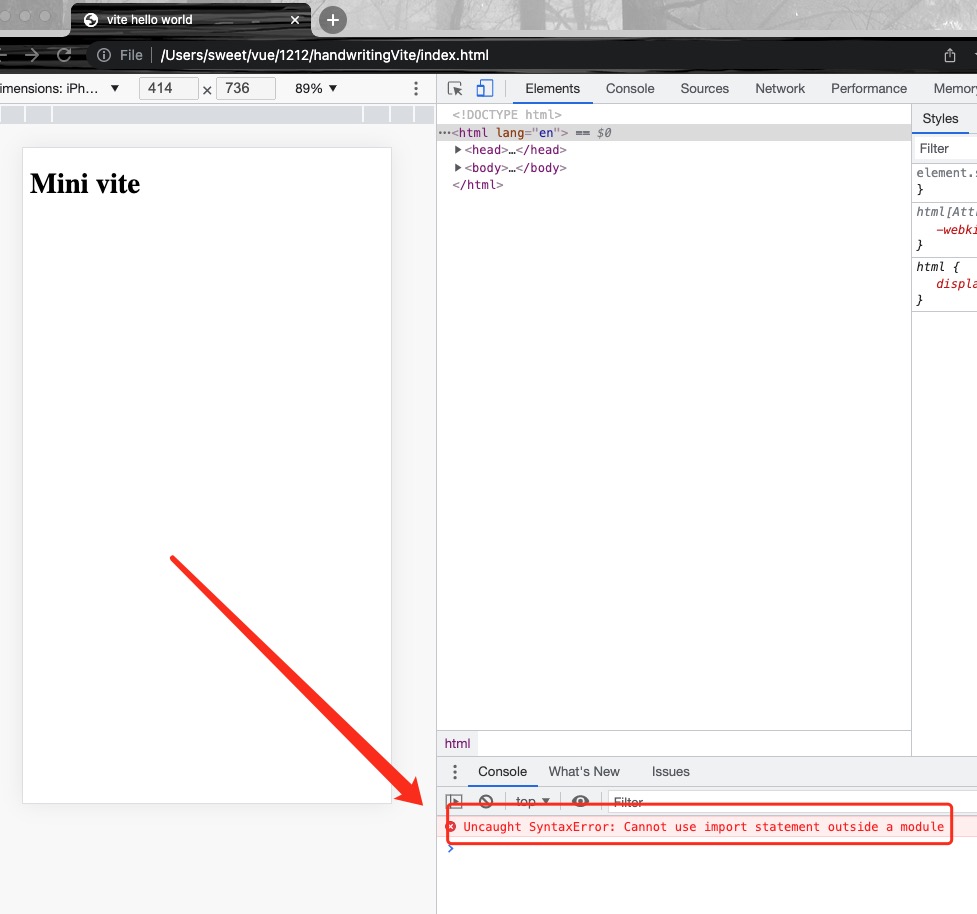 vite hello world
File /Users/sweet/vue/1212/handwritingVite/index.html
imensions: iPh... ▼ 414 × 736 89% ▼
Elements Console Sources Network Performance Memory
<!DOCTYPE html>
•••<html lang="en"> == $0
▶<head>…</head>
▶<body>…</body>
</html>
Styles
Filter
element.s
}
html[Att
-webki
}
html {
displa
}
Mini vite
html
Console What's New Issues
top ▼ Filter
Uncaught SyntaxError: Cannot use import statement outside a module
>